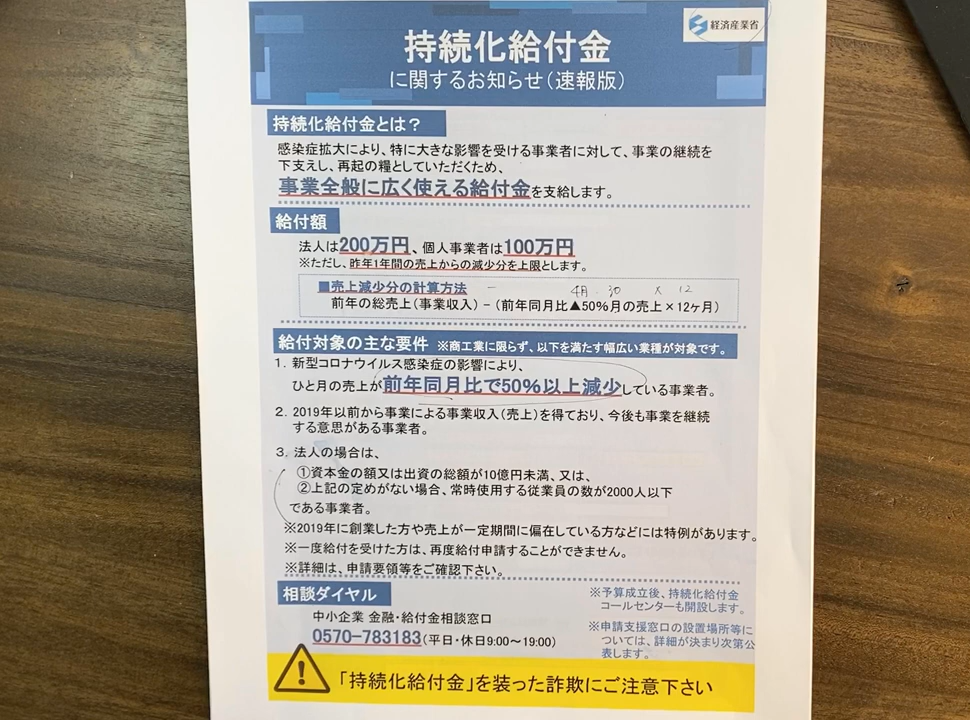 経済産業省
持続化給付金
に関するお知らせ（速報版）
持続化給付金とは？
感染症拡大により、特に大きな影響を受ける事業者に対して、事業の継続を
下支えし、再起の糧としていただくため、
事業全般に広く使える給付金を支給します。
給付額
法人は200万円、個人事業者は100万円
※ただし、昨年1年間の売上からの減少分を上限とします。
■売上減少分の計算方法
4月 30 × 12
前年の総売上（事業収入）－（前年同月比▲50％月の売上×12ヶ月）
給付対象の主な要件 ※商工業に限らず、以下を満たす幅広い業種が対象です。
1. 新型コロナウイルス感染症の影響により、
ひと月の売上が前年同月比で50％以上減少している事業者。
2. 2019年以前から事業による事業収入（売上）を得ており、今後も事業を継続
する意思がある事業者。
3. 法人の場合は、
①資本金の額又は出資の総額が10億円未満、又は、
②上記の定めがない場合、常時使用する従業員の数が2000人以下
である事業者。
※2019年に創業した方や売上が一定期間に偏在している方などには特例があります。
※一度給付を受けた方は、再度給付申請することができません。
※詳細は、申請要領等をご確認下さい。
相談ダイヤル
中小企業 金融・給付金相談窓口
0570-783183（平日・休日9:00～19:00）
※予算成立後、持続化給付金
コールセンターも開設します。
※申請支援窓口の設置場所等に
ついては、詳細が決まり次第公
表します。
「持続化給付金」を装った詐欺にご注意下さい